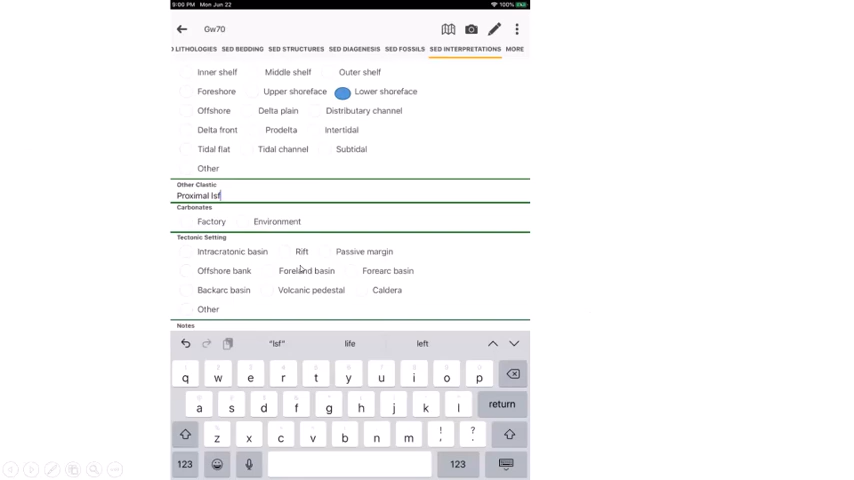 9:00 PM Mon Jun 22 100%
Gw70
LITHOLOGIES SED BEDDING SED STRUCTURES SED DIAGENESIS SED FOSSILS SED INTERPRETATIONS MORE
Inner shelf Middle shelf Outer shelf
Foreshore Upper shoreface Lower shoreface
Offshore Delta plain Distributary channel
Delta front Prodelta Intertidal
Tidal flat Tidal channel Subtidal
Other
Other Clastic
Proximal lsf
Carbonates
Factory Environment
Tectonic Setting
Intracratonic basin Rift Passive margin
Offshore bank Foreland basin Forearc basin
Backarc basin Volcanic pedestal Caldera
Other
Notes
"lsf" life left
q w e r t y u i o p
a s d f g h j k l return
z x c v b n m ! ?
123 123